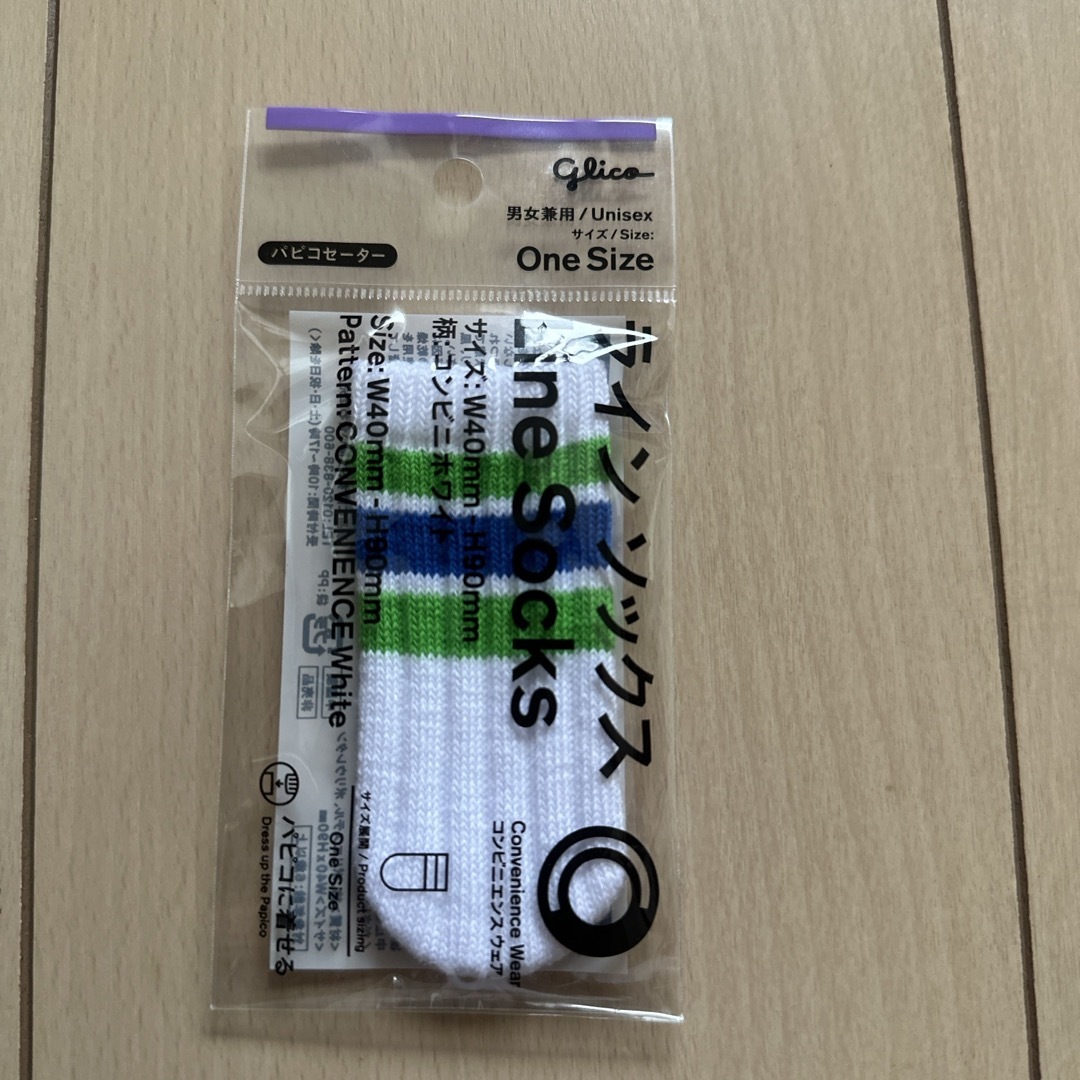 Glico
男女兼用 / Unisex
サイズ / Size:
One Size
パピコセーター
ラインソックス
Line Socks
サイズ: W40mm - H90mm
柄: コンビニホワイト
Size: W40mm - H90mm
Pattern: CONVENIENCE White
Convenience Wear
コンビニエンス ウェア
サイズ展開 / Product sizing
One Size
パピコに着せる
Dress up the Papico